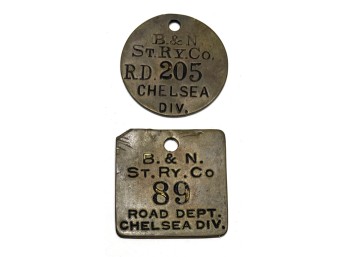 B. & N.
ST. RY. CO.
R.D. 205
CHELSEA
DIV.
B. & N.
ST. RY. CO
89
ROAD DEPT.
CHELSEA DIV.